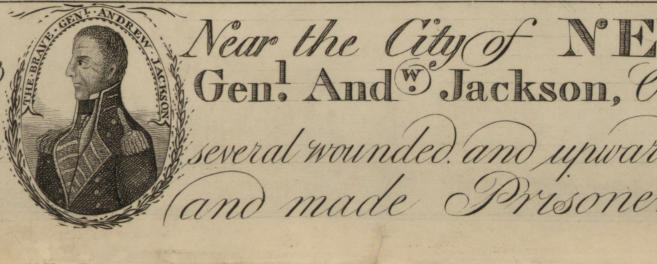 THE BRAVE GENL. ANDREW JACKSON
Near the City of NE
Genl. Andw. Jackson,
several wounded. and upwar
and made Prisone